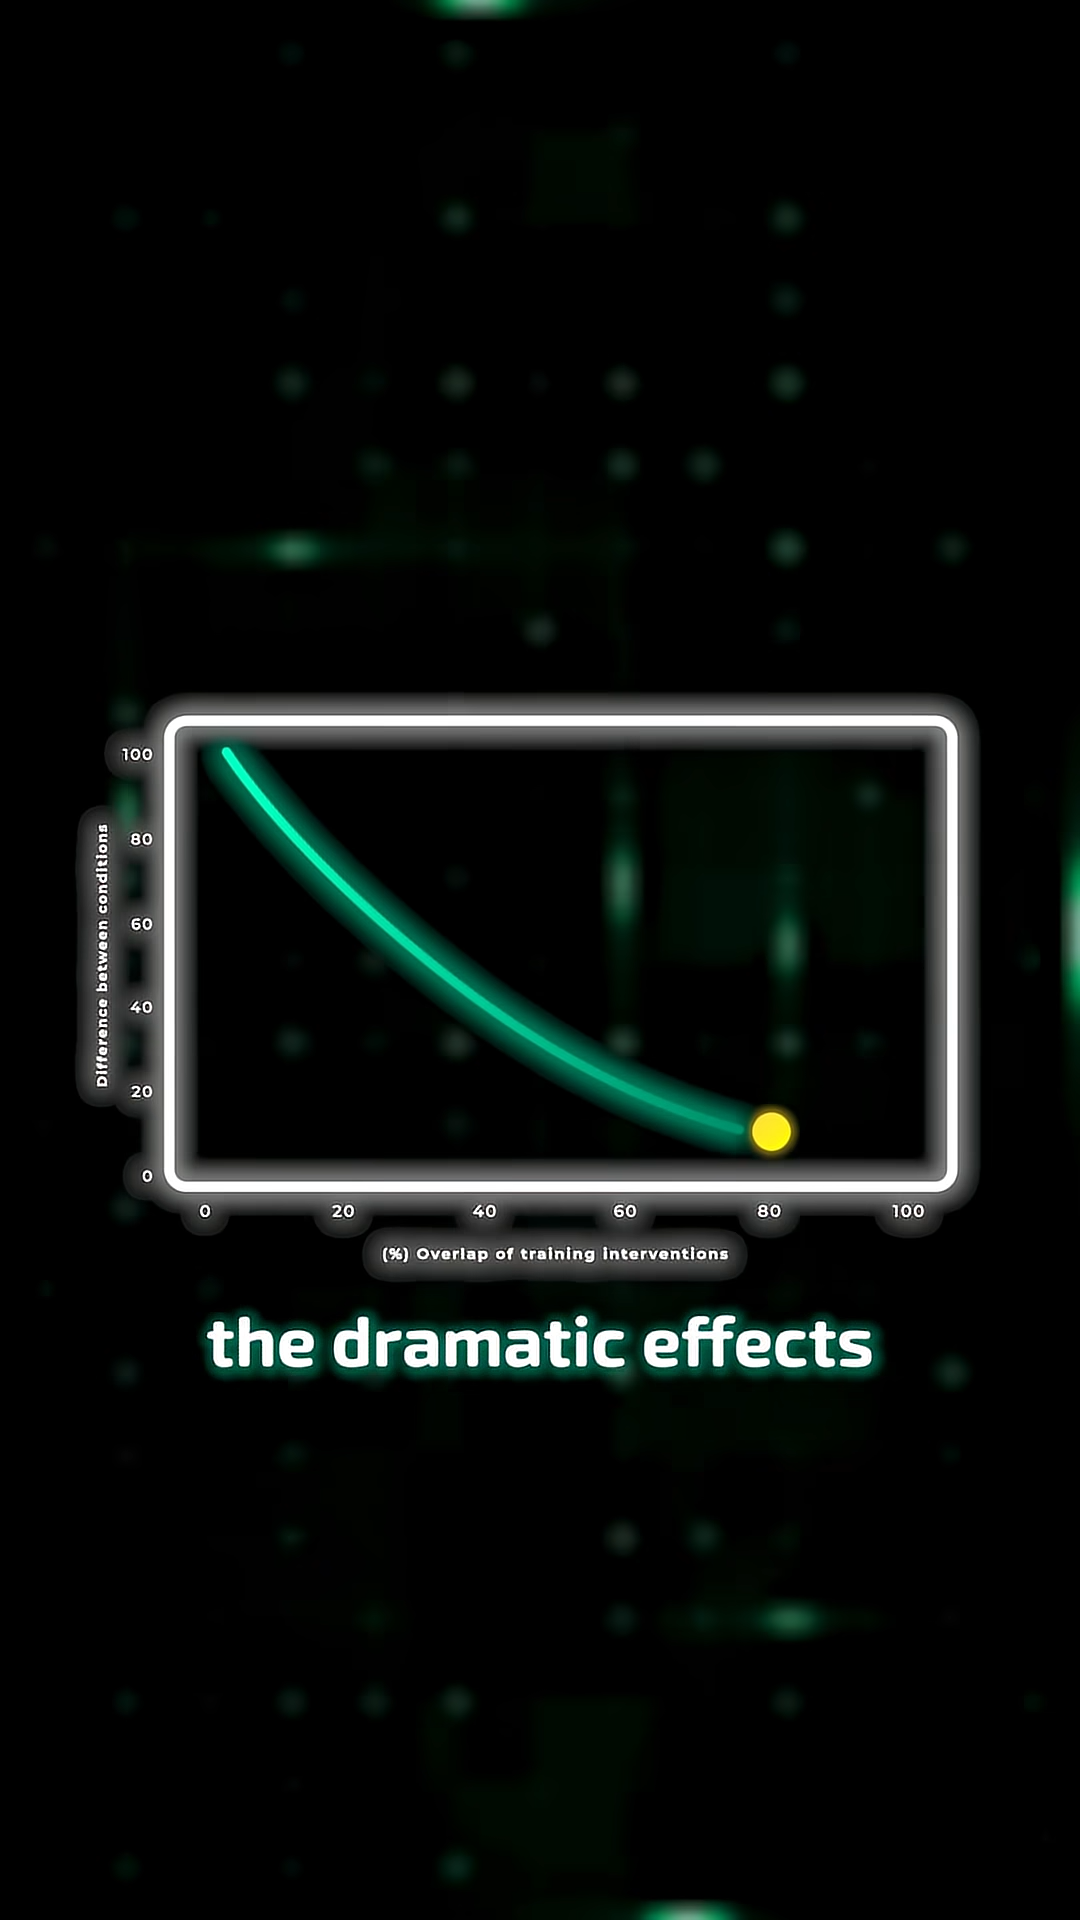 100
80
60
40
20
0
Difference between conditions
0 20 40 60 80 100
(%) Overlap of training interventions
the dramatic effects